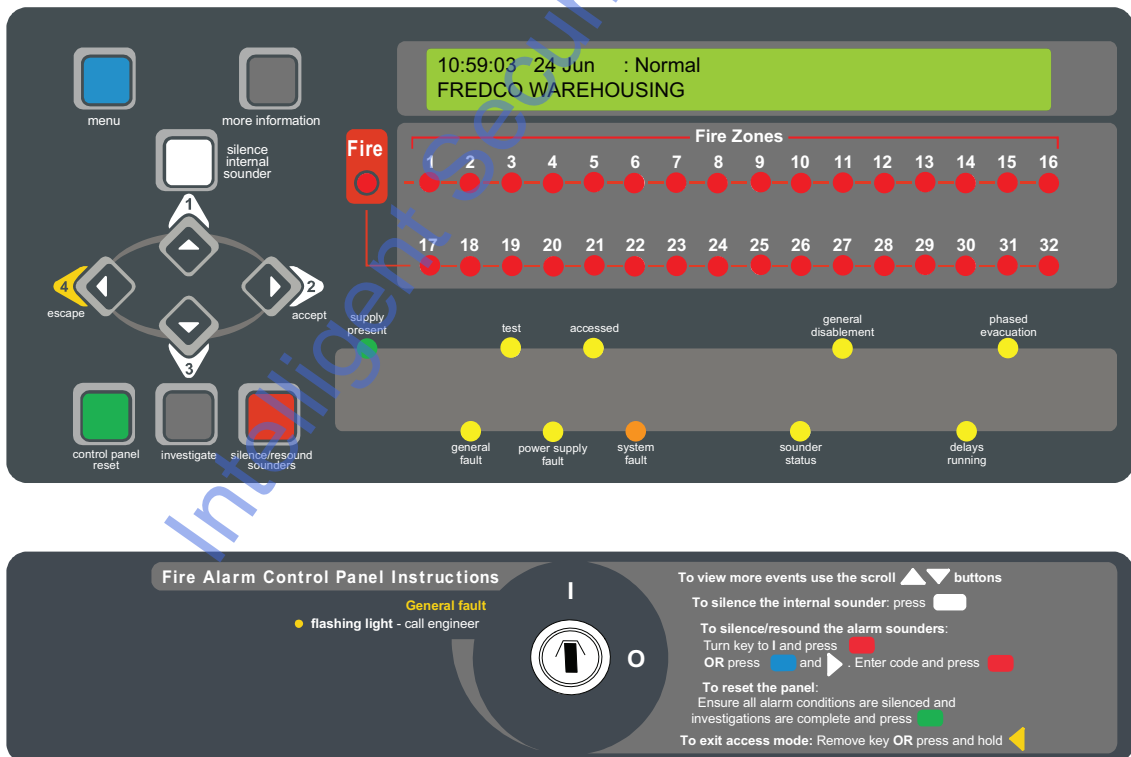 10:59:03 24 Jun : Normal
FREDCO WAREHOUSING
menu
more information
silence
internal
sounder
Fire
Fire Zones
1 2 3 4 5 6 7 8 9 10 11 12 13 14 15 16
17 18 19 20 21 22 23 24 25 26 27 28 29 30 31 32
1
4
2
escape
accept
3
supply
present
test
accessed
general
disablement
phased
evacuation
control panel
reset
investigate
silence/resound
sounders
general
fault
power supply
fault
system
fault
sounder
status
delays
running
Intelligent Secur
Fire Alarm Control Panel Instructions
General fault
flashing light - call engineer
I
O
To view more events use the scroll buttons
To silence the internal sounder: press
To silence/resound the alarm sounders:
Turn key to I and press
OR press and . Enter code and press
To reset the panel:
Ensure all alarm conditions are silenced and
investigations are complete and press
To exit access mode: Remove key OR press and hold